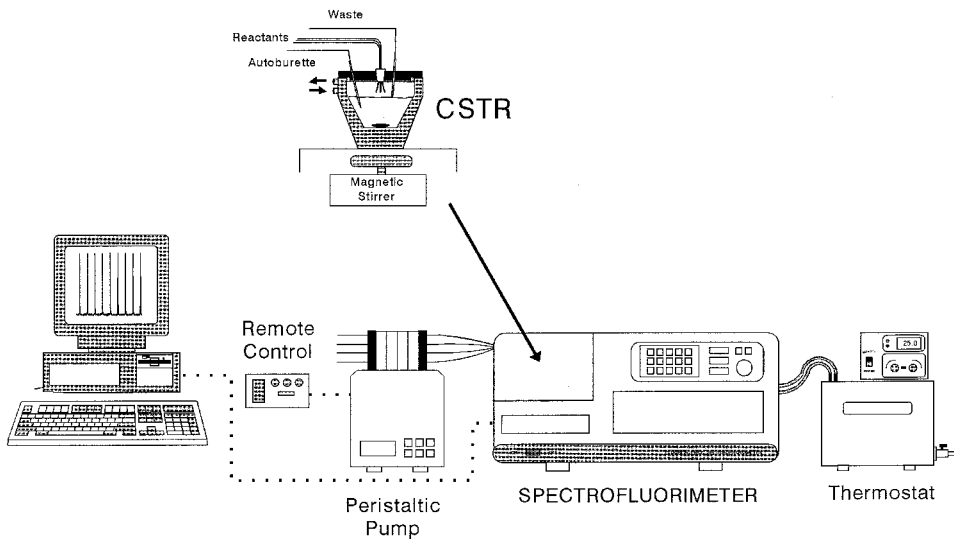 Waste
Reactants
Autoburette
CSTR
Magnetic
Stirrer
Remote
Control
25.0
Peristaltic
Pump
SPECTROFLUORIMETER
Thermostat